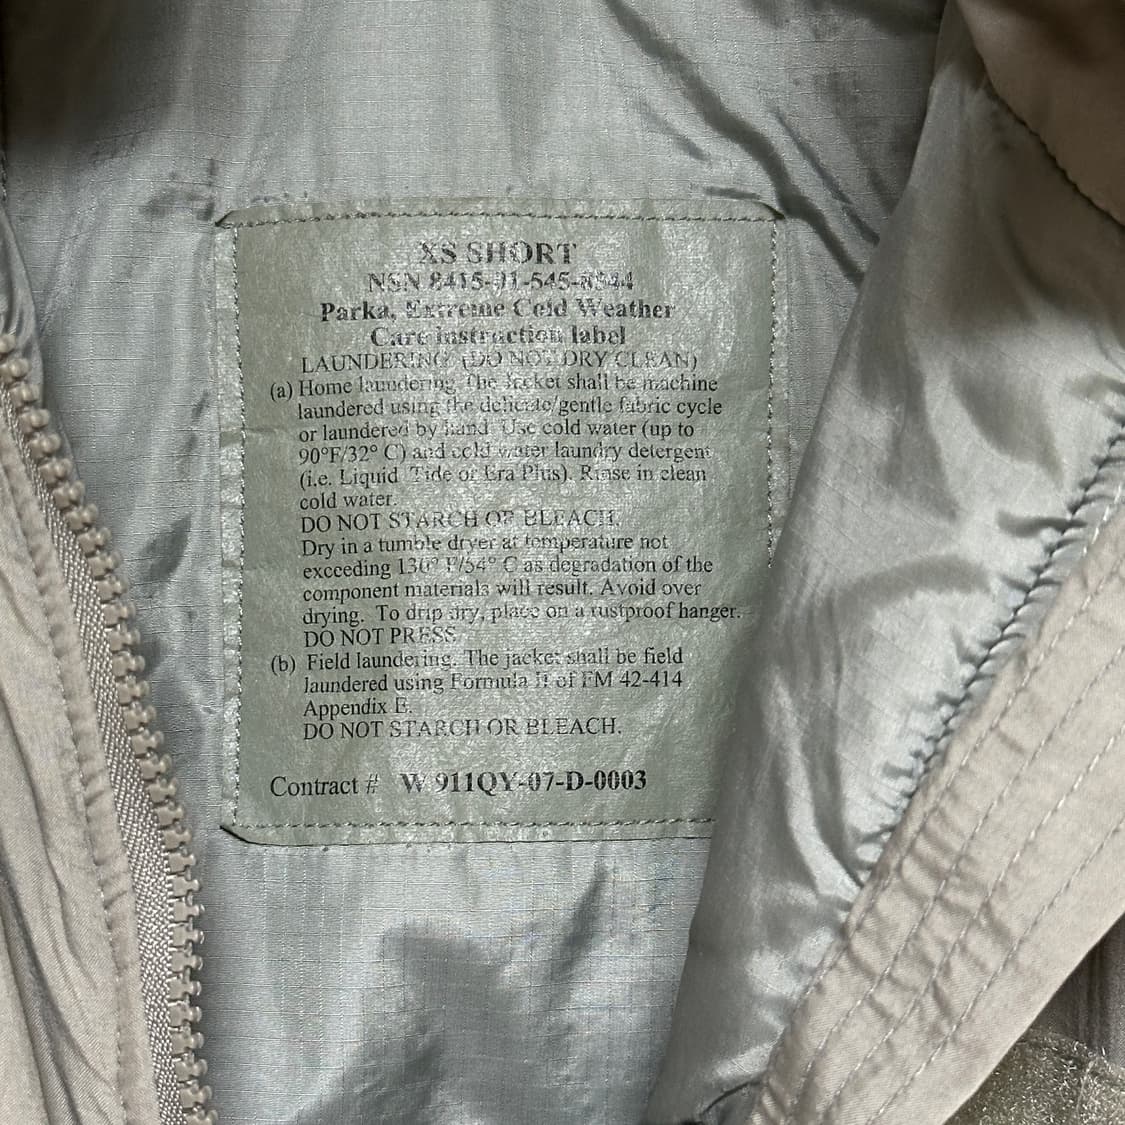 XS SHORT
NSN 8415-01-545-
Parka, Extreme Cold Weather
Care instruction label
LAUNDERING (DO NOT DRY CLEAN)
(a) Home laundering. The Jacket shall be machine
laundered using the delicate/gentle fabric cycle
or laundered by hand. Use cold water (up to
90°F/32° C) and cold water laundry detergent
(i.e. Liquid Tide or Era Plus). Rinse in clean
cold water.
DO NOT STARCH OR BLEACH.
Dry in a tumble dryer at temperature not
exceeding 130° F/54° C as degradation of the
component materials will result. Avoid over
drying. To drip dry, place on a rustproof hanger.
DO NOT PRESS
(b) Field laundering. The jacket shall be field
laundered using Formula II of FM 42-414
Appendix E.
DO NOT STARCH OR BLEACH.
Contract # W 911QY-07-D-0003